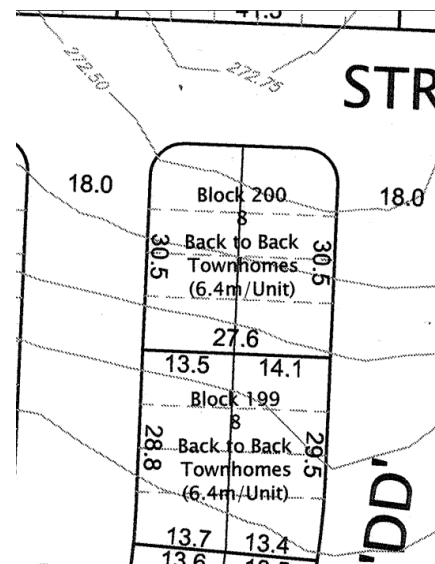 272.50
272.75
STR
18.0
Block 200
18.0
8
30.5
Back to Back
30.5
Townhomes
(6.4m/Unit)
27.6
13.5
14.1
Block 199
8
28.8
Back to Back
29.5
Townhomes
(6.4m/Unit)
'DD'
13.7
13.4
13.6